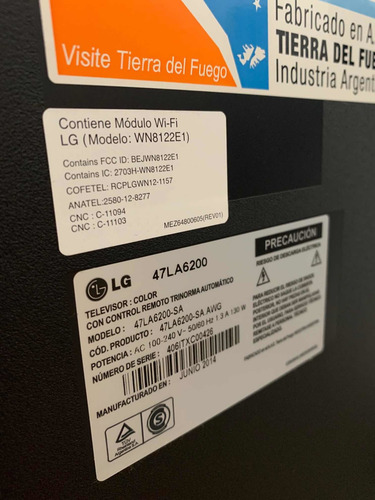 Fabricado en A
TIERRA DEL FUE
Industria Argent
Visite Tierra del Fuego
Contiene Módulo Wi-Fi
LG (Modelo: WN8122E1)
Contains FCC ID: BEJWN8122E1
Contains IC: 2703H-WN8122E1
COFETEL: RCPLGWN12-1157
ANATEL:2580-12-8277
CNC : C-11094
CNC : C-11103
MEZ64800605(REV01)
LG 47LA6200
TELEVISOR : COLOR
CON CONTROL REMOTO TRINORMA AUTOMÁTICO
MODELO : 47LA6200-SA
CÓD. PRODUCTO : 47LA6200-SA.AWG
POTENCIA : AC 100-240 V~ 50/60 Hz 1.3 A 130 W
NÚMERO DE SERIE : 406ITXC00426
MANUFACTURADO EN : JUNIO 2014
PRECAUCIÓN
RIESGO DE DESCARGA ELÉCTRICA
TÜV
S